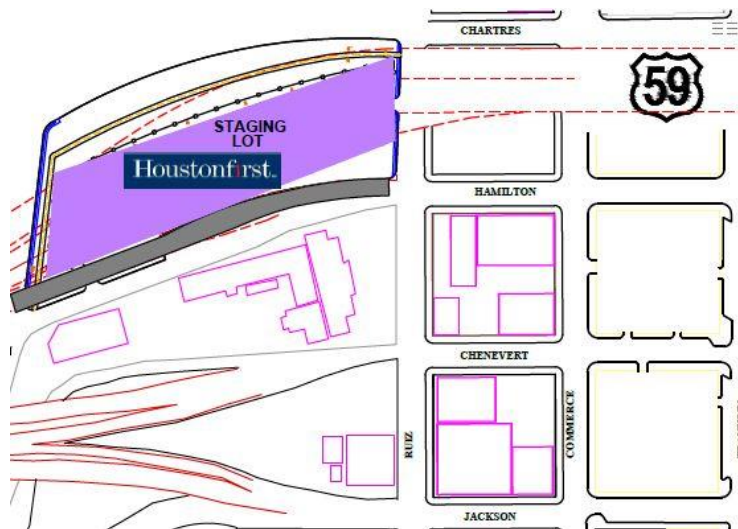 CHARTRES
59
STAGING
LOT
Houstonfirst
HAMILTON
CHENEVERT
RUIZ
COMMERCE
JACKSON